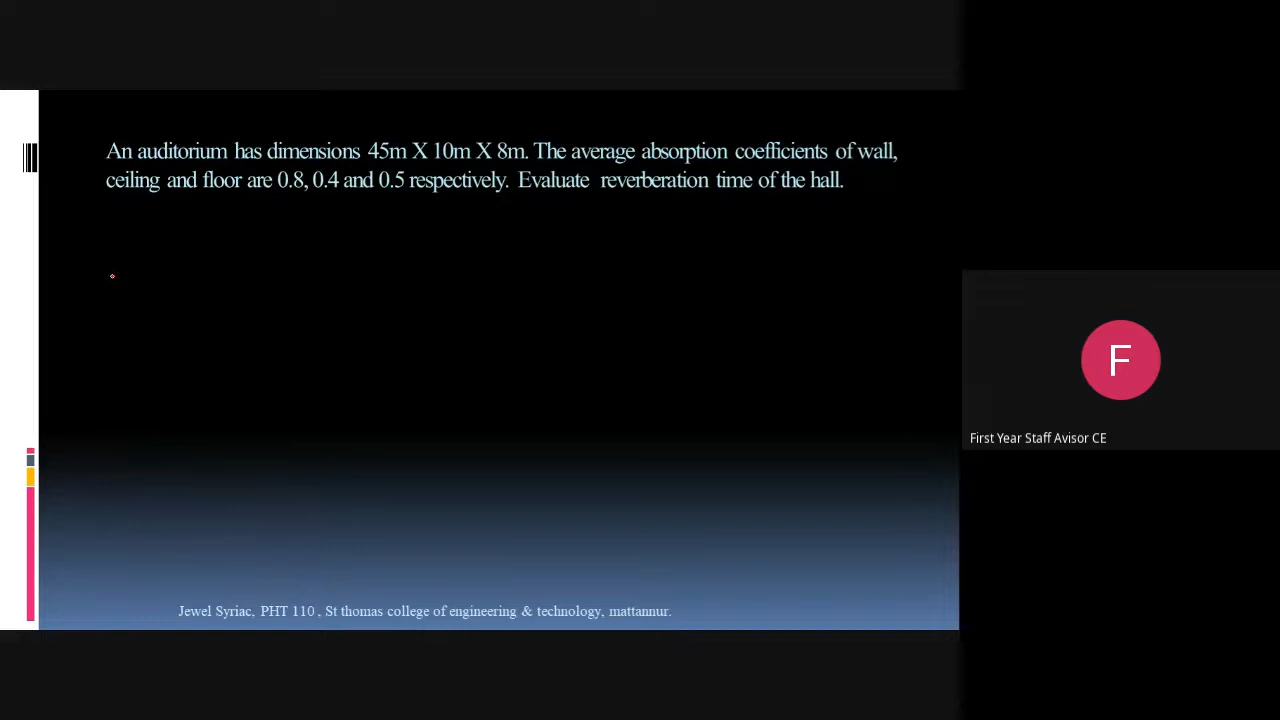 An auditorium has dimensions 45m X 10m X 8m. The average absorption coefficients of wall,
ceiling and floor are 0.8, 0.4 and 0.5 respectively. Evaluate reverberation time of the hall.
F
First Year Staff Avisor CE
Jewel Syriac, PHT 110 , St thomas college of engineering & technology, mattannur.